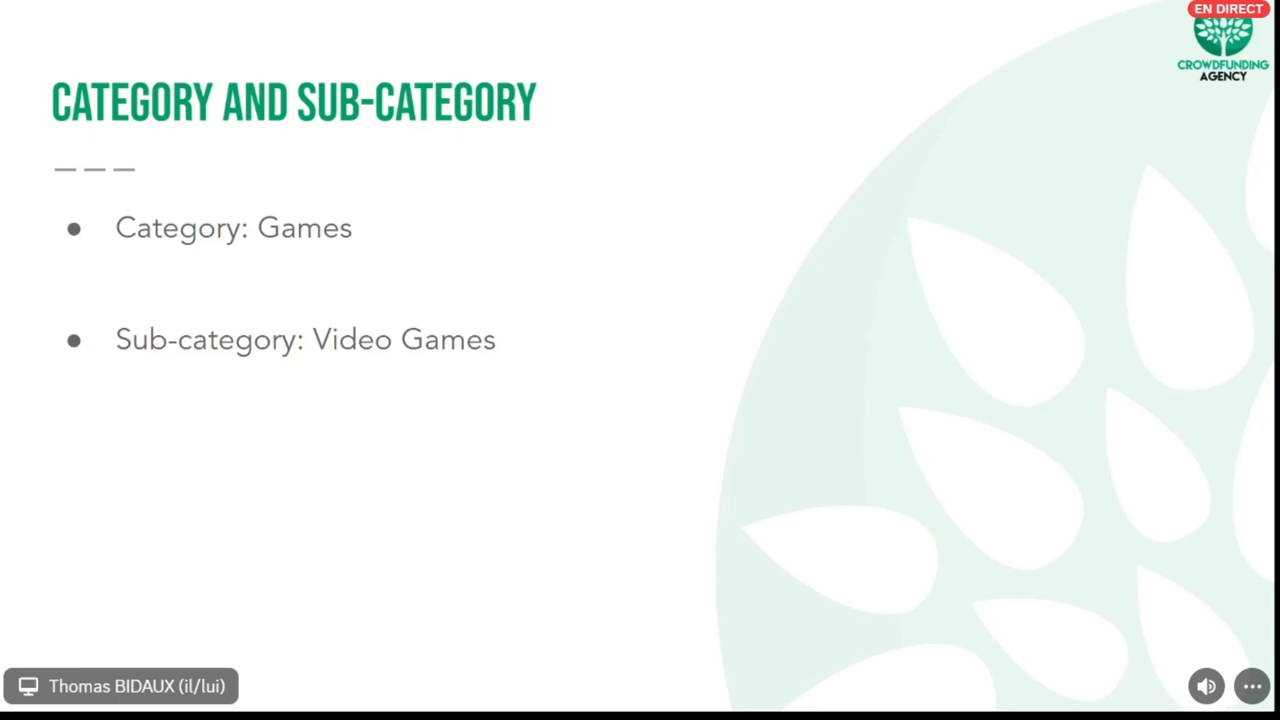 EN DIRECT
CROWDFUNDING
AGENCY
CATEGORY AND SUB-CATEGORY
Category: Games
Sub-category: Video Games
Thomas BIDAUX (il/lui)